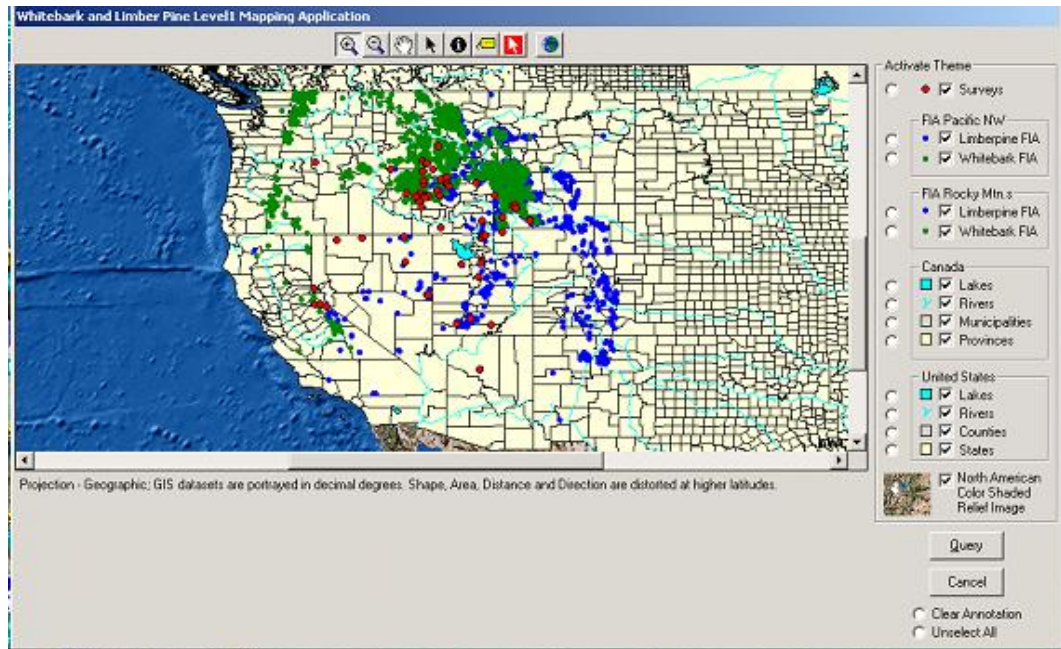 Whitebark and Limber Pine Level1 Mapping Application
Activate Theme
Surveys
FIA Pacific NW
Limberpine FIA
Whitebark FIA
FIA Rocky Mtn.s
Limberpine FIA
Whitebark FIA
Canada
Lakes
Rivers
Municipalities
Provinces
United States
Lakes
Rivers
Counties
States
North American
Color Shaded
Relief Image
Projection - Geographic; GIS datasets are portrayed in decimal degrees. Shape, Area, Distance and Direction are distorted at higher latitudes.
Query
Cancel
Clear Annotation
Unselect All